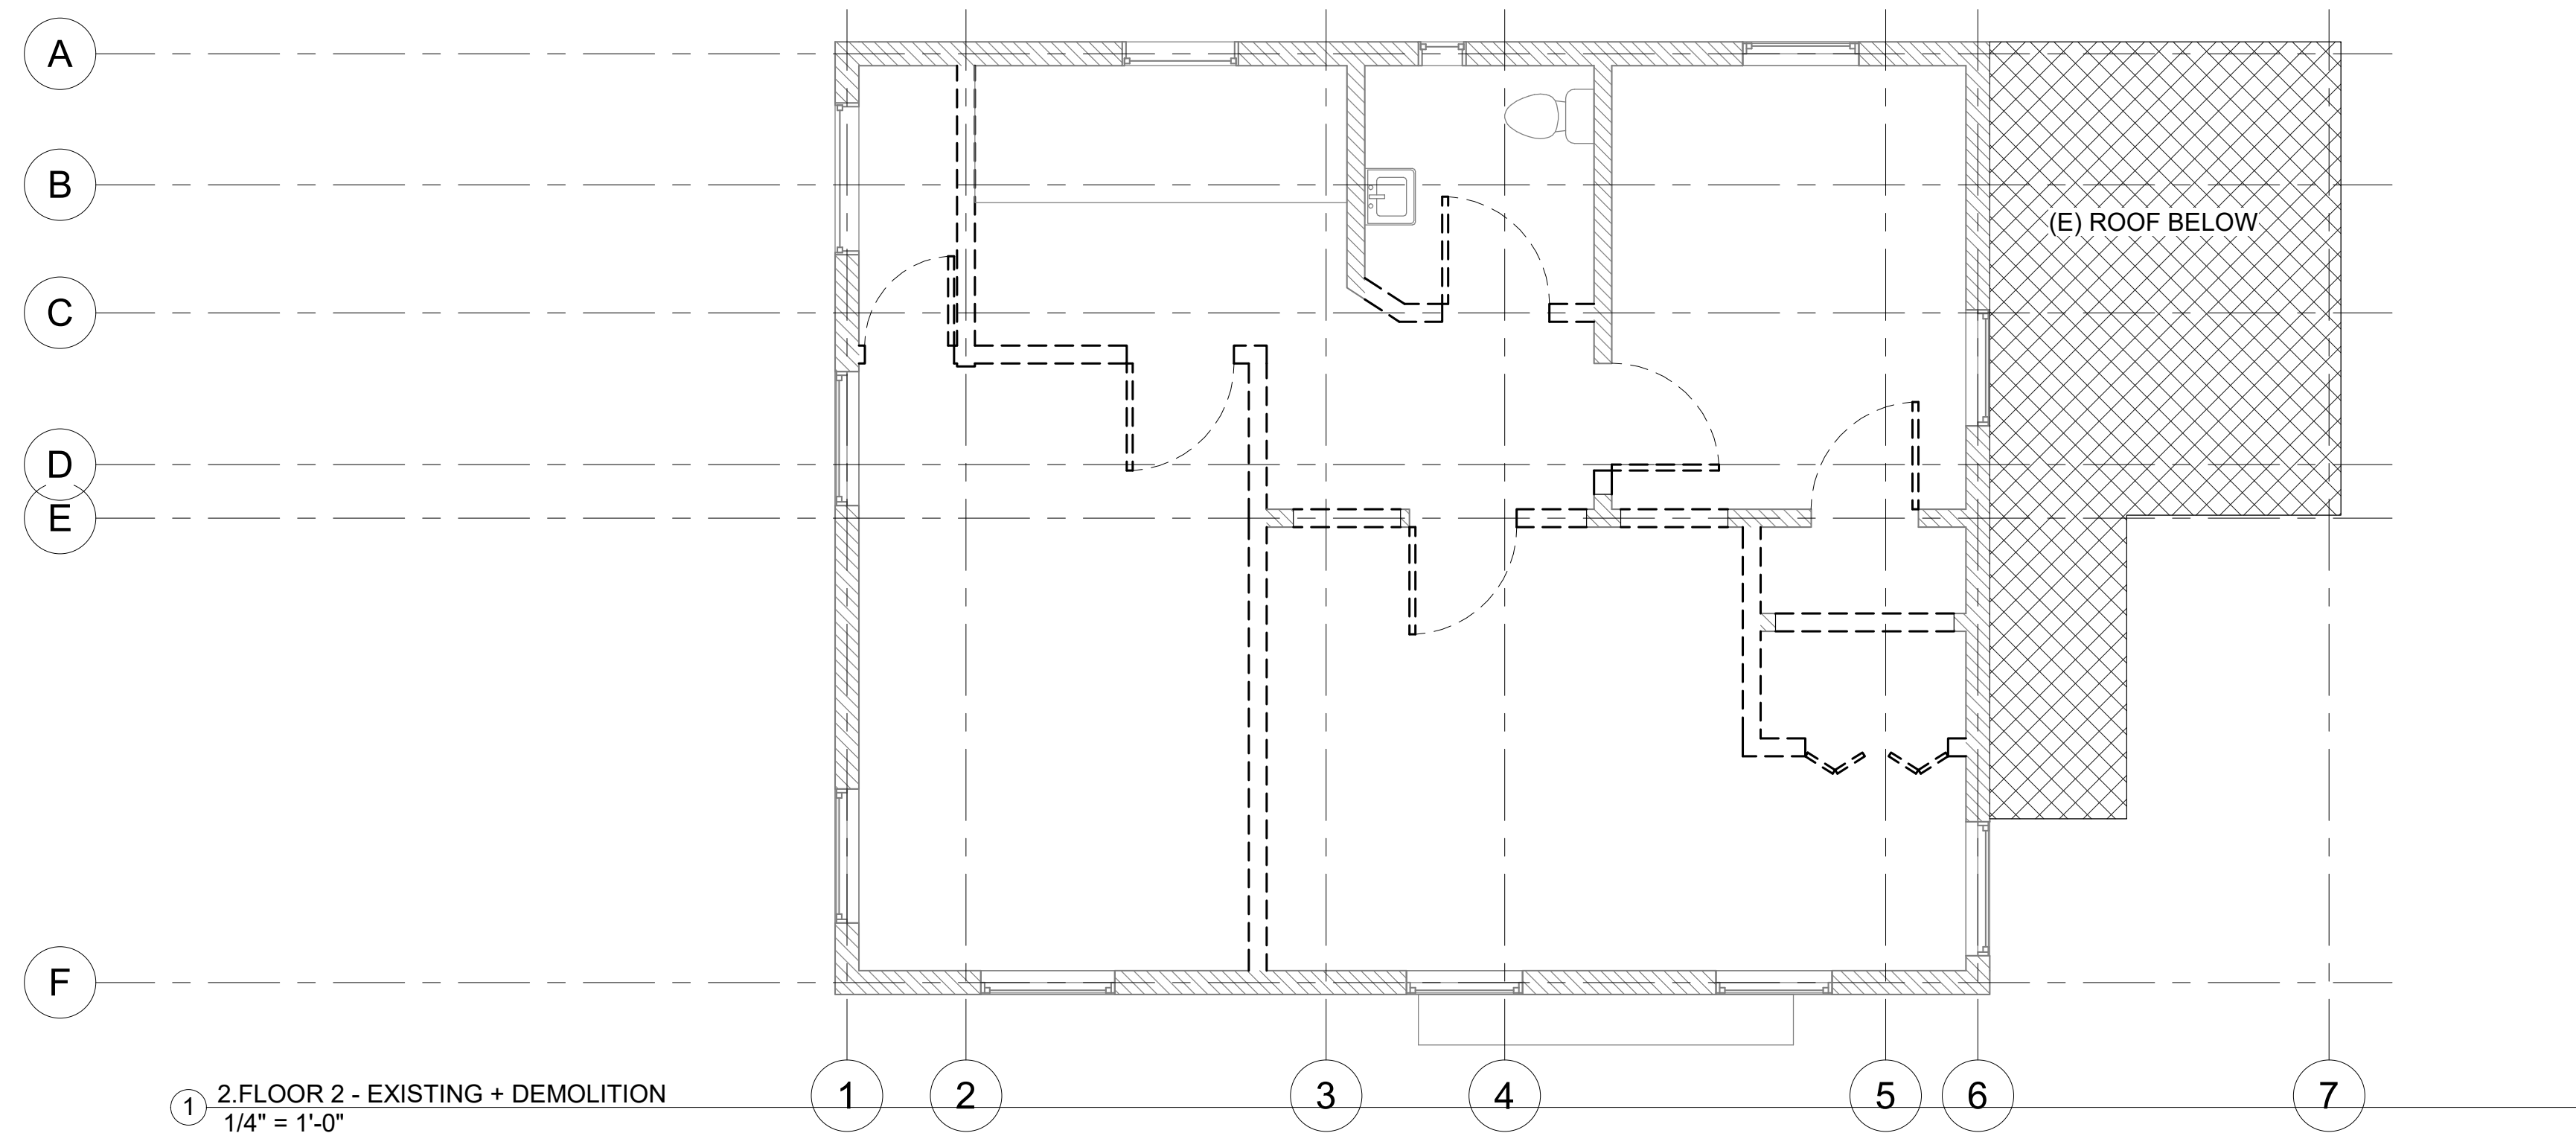 A
B
(E) ROOF BELOW
C
D
E
F
1 2 3 4 5 6 7
1 2.FLOOR 2 - EXISTING + DEMOLITION
1/4" = 1'-0"